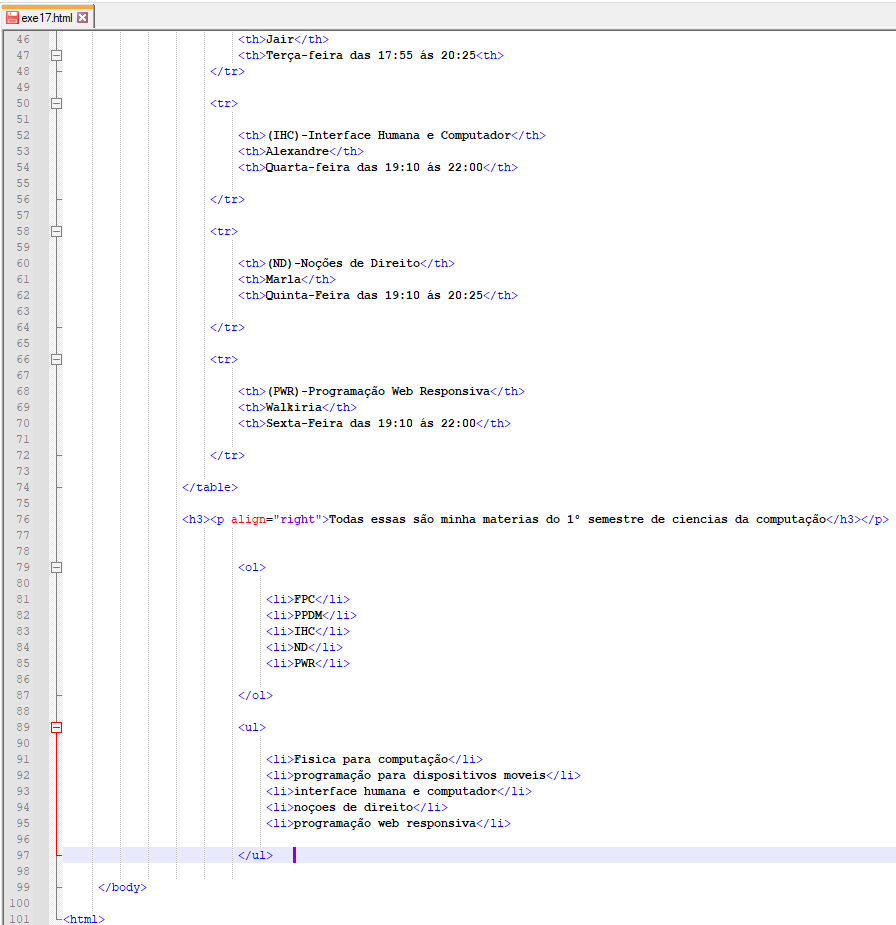 exe17.html
46 <th>Jair</th>
47 <th>Terça-feira das 17:55 ás 20:25<th>
48 </tr>
49
50 <tr>
51
52 <th>(IHC)-Interface Humana e Computador</th>
53 <th>Alexandre</th>
54 <th>Quarta-feira das 19:10 ás 22:00</th>
55
56 </tr>
57
58 <tr>
59
60 <th>(ND)-Noções de Direito</th>
61 <th>Marla</th>
62 <th>Quinta-Feira das 19:10 ás 20:25</th>
63
64 </tr>
65
66 <tr>
67
68 <th>(PWR)-Programação Web Responsiva</th>
69 <th>Walkiria</th>
70 <th>Sexta-Feira das 19:10 ás 22:00</th>
71
72 </tr>
73
74 </table>
75
76 <h3><p align="right">Todas essas são minha materias do 1° semestre de ciencias da computação</h3></p>
77
78
79 <ol>
80
81 <li>FPC</li>
82 <li>PPDM</li>
83 <li>IHC</li>
84 <li>ND</li>
85 <li>PWR</li>
86
87 </ol>
88
89 <ul>
90
91 <li>Fisica para computação</li>
92 <li>programação para dispositivos moveis</li>
93 <li>interface humana e computador</li>
94 <li>noçoes de direito</li>
95 <li>programação web responsiva</li>
96
97 </ul>
98
99 </body>
100
101 <html>